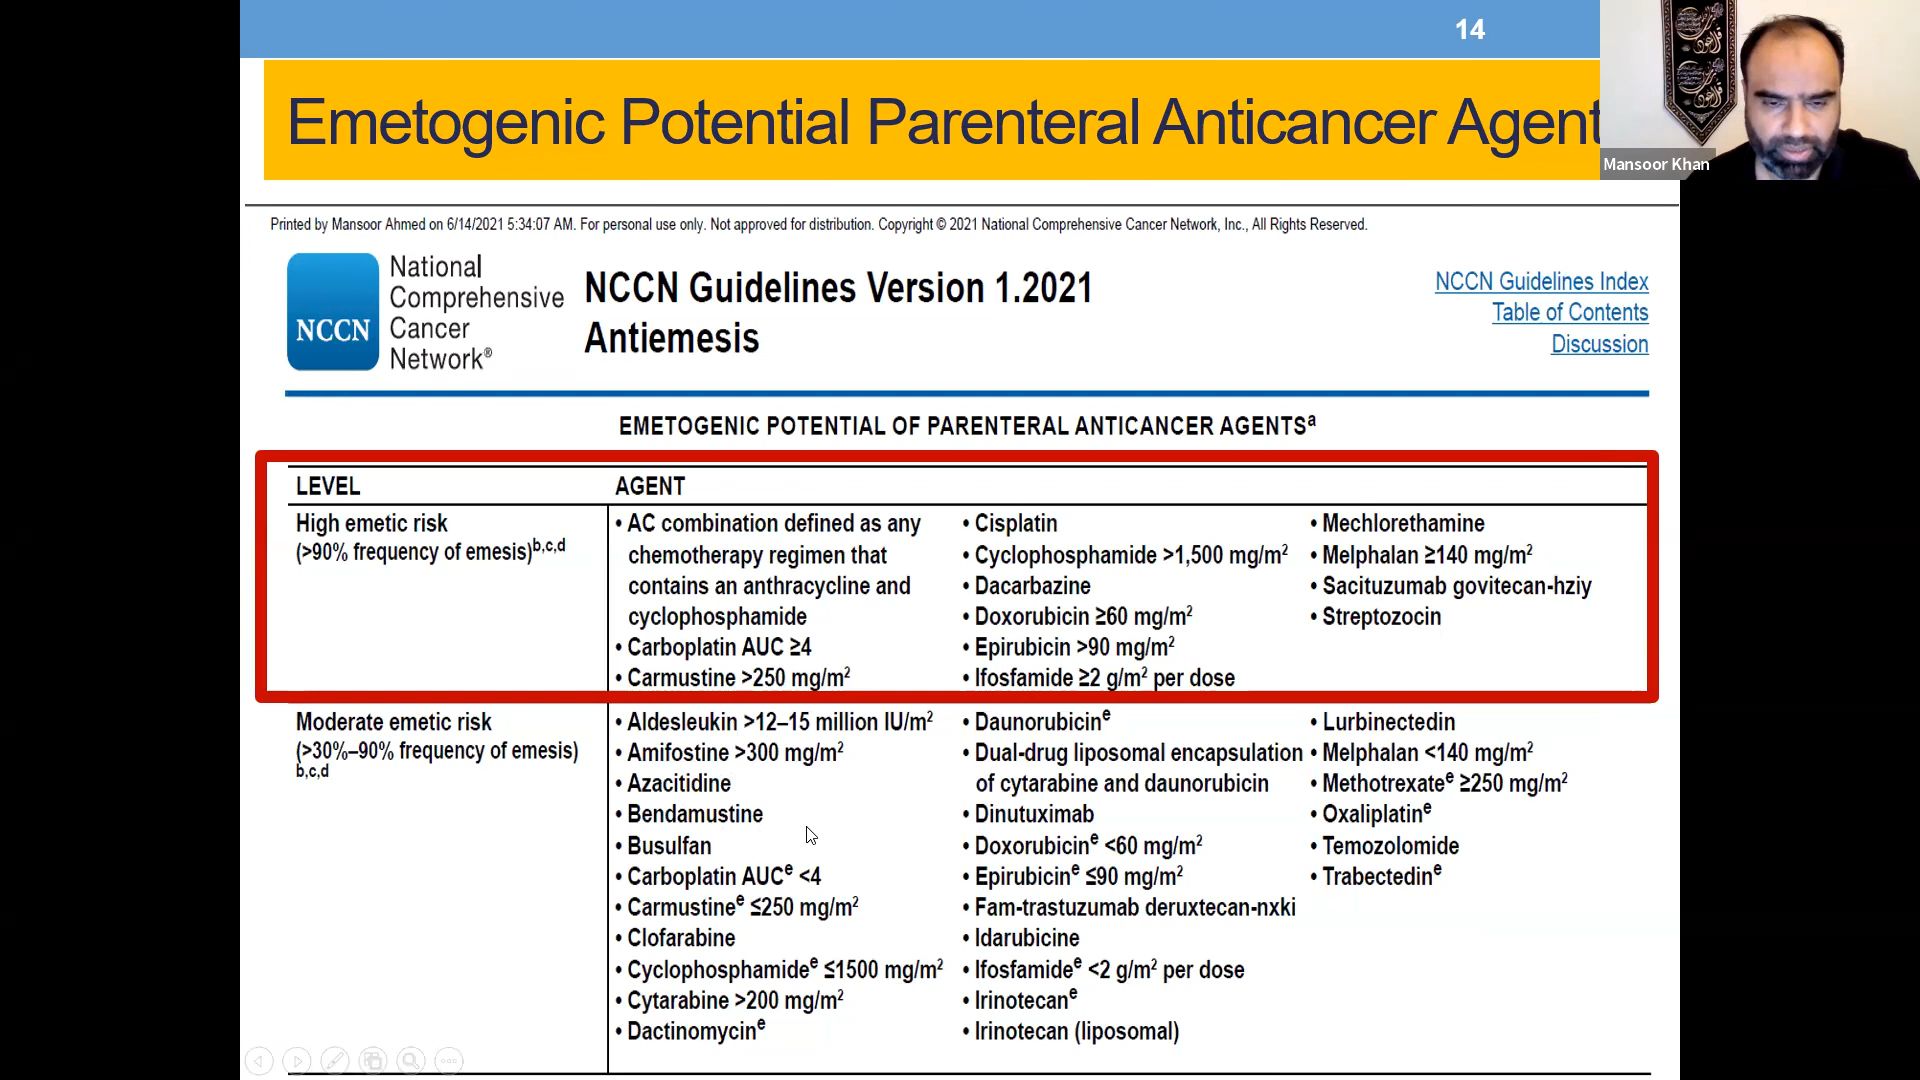 14
Emetogenic Potential Parenteral Anticancer Agent
Mansoor Khan
Printed by Mansoor Ahmed on 6/14/2021 5:34:07 AM. For personal use only. Not approved for distribution. Copyright © 2021 National Comprehensive Cancer Network, Inc., All Rights Reserved.
NCCN
National
Comprehensive
Cancer
Network®
NCCN Guidelines Version 1.2021
Antiemesis
NCCN Guidelines Index
Table of Contents
Discussion
EMETOGENIC POTENTIAL OF PARENTERAL ANTICANCER AGENTSᵃ
LEVEL
AGENT
High emetic risk
(>90% frequency of emesis)ᵇ,ᶜ,ᵈ
• AC combination defined as any
chemotherapy regimen that
contains an anthracycline and
cyclophosphamide
• Carboplatin AUC ≥4
• Carmustine >250 mg/m²
• Cisplatin
• Cyclophosphamide >1,500 mg/m²
• Dacarbazine
• Doxorubicin ≥60 mg/m²
• Epirubicin >90 mg/m²
• Ifosfamide ≥2 g/m² per dose
• Mechlorethamine
• Melphalan ≥140 mg/m²
• Sacituzumab govitecan-hziy
• Streptozocin
Moderate emetic risk
(>30%–90% frequency of emesis)
b,c,d
• Aldesleukin >12–15 million IU/m²
• Amifostine >300 mg/m²
• Azacitidine
• Bendamustine
• Busulfan
• Carboplatin AUCᵉ <4
• Carmustineᵉ ≤250 mg/m²
• Clofarabine
• Cyclophosphamideᵉ ≤1500 mg/m²
• Cytarabine >200 mg/m²
• Dactinomycinᵉ
• Daunorubicinᵉ
• Dual-drug liposomal encapsulation
of cytarabine and daunorubicin
• Dinutuximab
• Doxorubicinᵉ <60 mg/m²
• Epirubicinᵉ ≤90 mg/m²
• Fam-trastuzumab deruxtecan-nxki
• Idarubicine
• Ifosfamideᵉ <2 g/m² per dose
• Irinotecanᵉ
• Irinotecan (liposomal)
• Lurbinectedin
• Melphalan <140 mg/m²
• Methotrexateᵉ ≥250 mg/m²
• Oxaliplatinᵉ
• Temozolomide
• Trabectedinᵉ